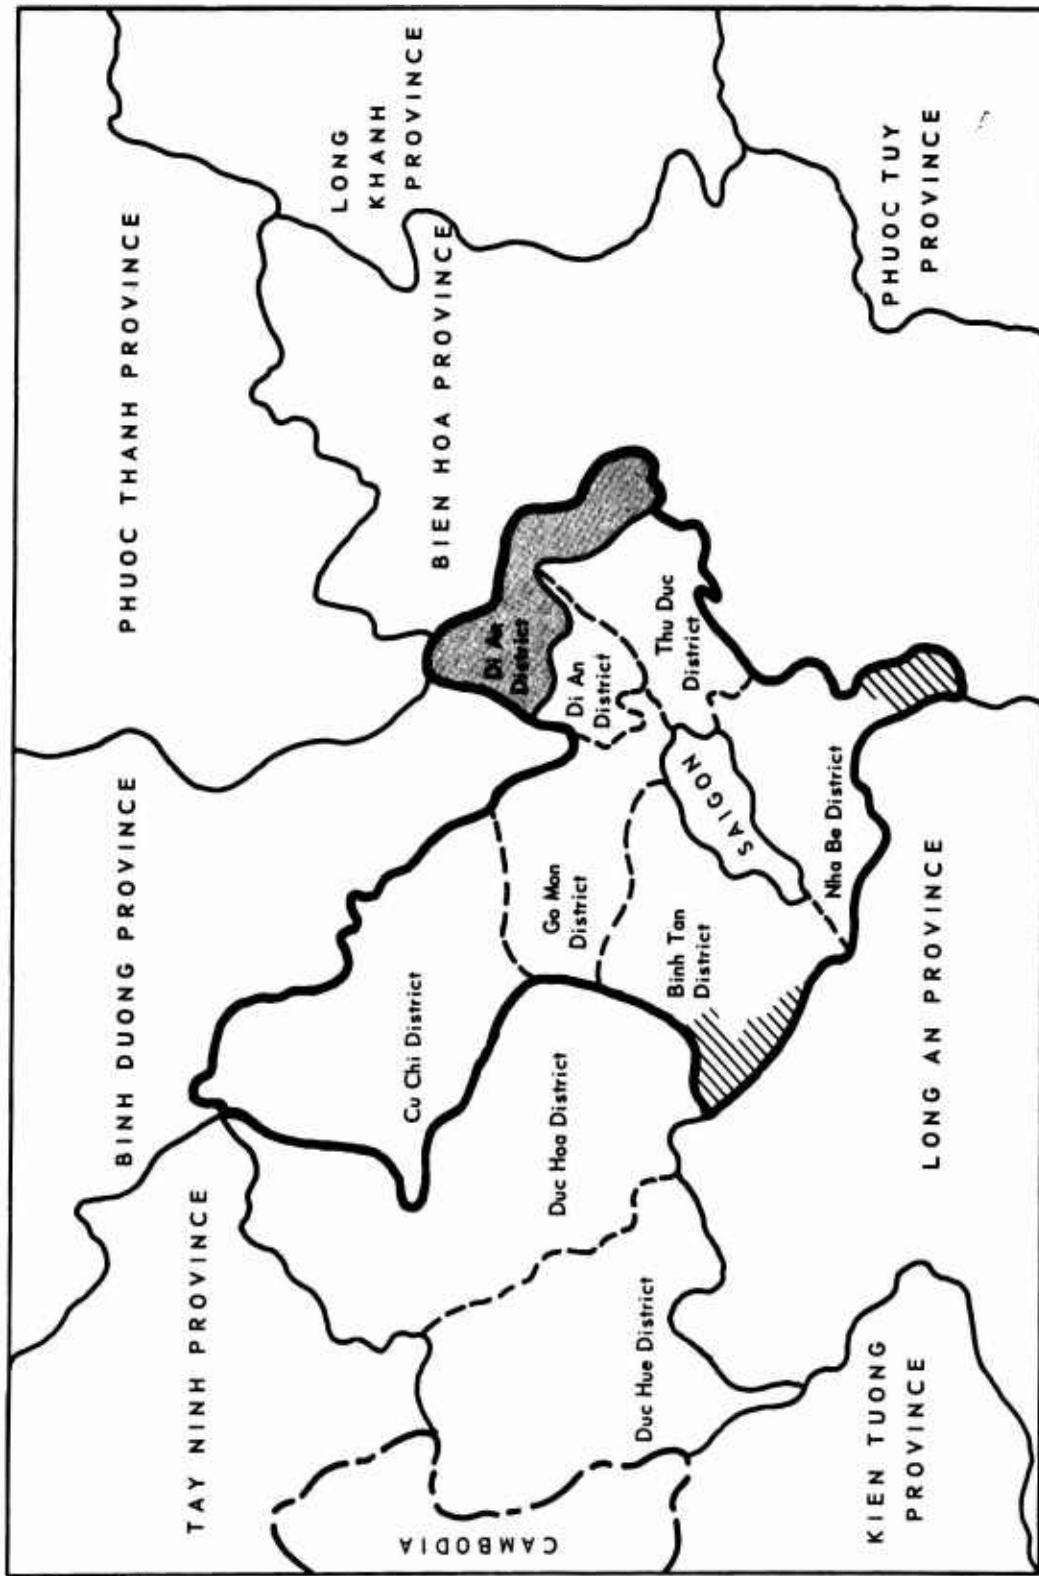 PHUOC THANH PROVINCE
BINH DUONG PROVINCE
TAY NINH PROVINCE
LONG
KHANH
PROVINCE
BIEN HOA PROVINCE
Di An
District
Di An
District
Thu Duc
District
Cu Chi District
Go Mon
District
SAIGON
Binh Tan
District
Nha Be District
Duc Hoa District
Duc Hue District
CAMBODIA
PHUOC TUY
PROVINCE
LONG AN PROVINCE
KIEN TUONG
PROVINCE